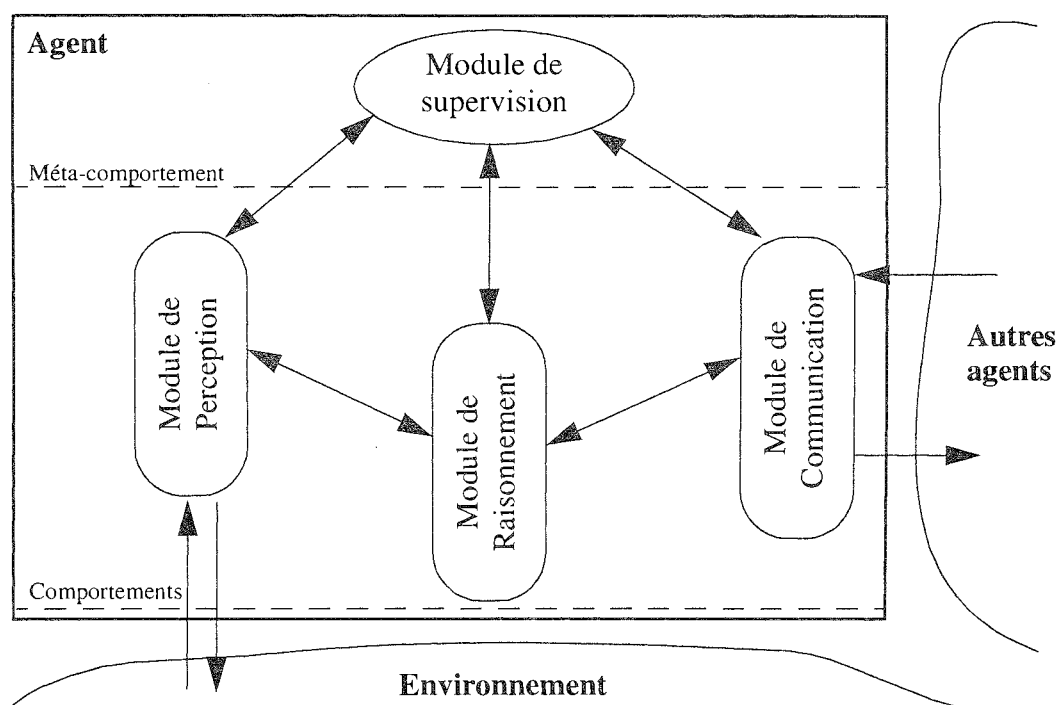 Agent
Module de
supervision
Méta-comportement
Module de
Perception
Module de
Raisonnement
Module de
Communication
Autres
agents
Comportements
Environnement